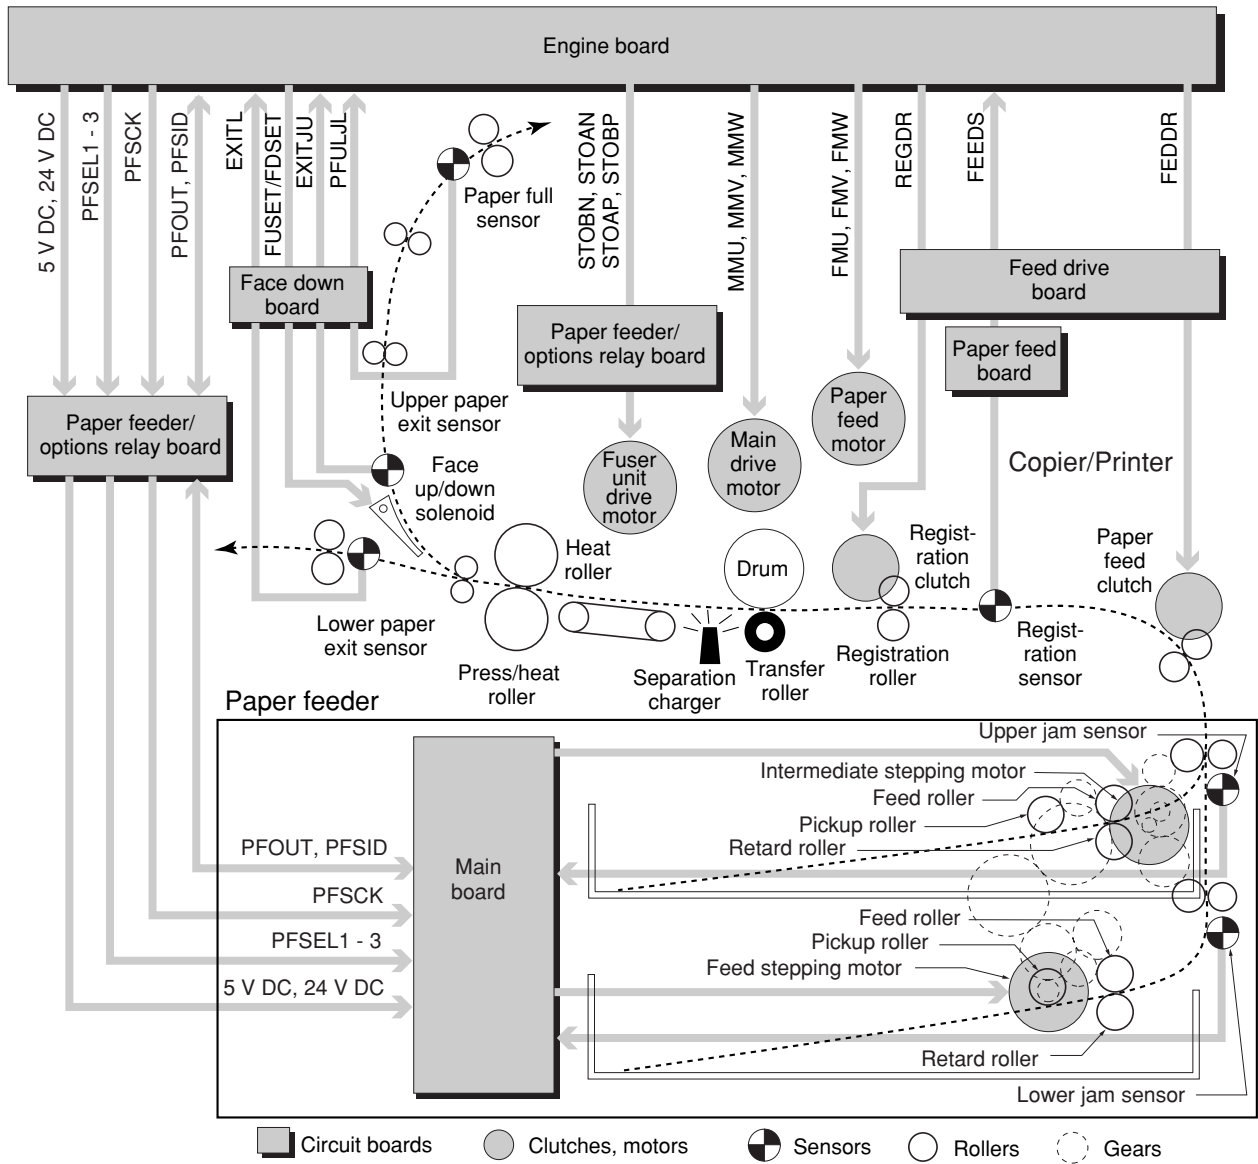 Engine board
5 V DC, 24 V DC
PFSEL1 - 3
PFSCK
PFOUT, PFSID
EXITL
FUSET/FDSET
EXITJU
PFULJL
STOBN, STOAN
STOAP, STOBP
MMU, MMV, MMW
FMU, FMV, FMW
REGDR
FEEDS
FEDDR
Paper full
sensor
Face down
board
Feed drive
board
Paper feeder/
options relay board
Paper feed
board
Paper feeder/
options relay board
Upper paper
exit sensor
Paper
feed
motor
Main
drive
motor
Fuser
unit
drive
motor
Face
up/down
solenoid
Copier/Printer
Heat
roller
Drum
Regist-
ration
clutch
Paper
feed
clutch
Lower paper
exit sensor
Press/heat
roller
Separation
charger
Transfer
roller
Registration
roller
Regist-
ration
sensor
Paper feeder
Upper jam sensor
Intermediate stepping motor
Feed roller
Pickup roller
Retard roller
PFOUT, PFSID
PFSCK
PFSEL1 - 3
5 V DC, 24 V DC
Main
board
Feed roller
Pickup roller
Feed stepping motor
Retard roller
Lower jam sensor
Circuit boards
Clutches, motors
Sensors
Rollers
Gears